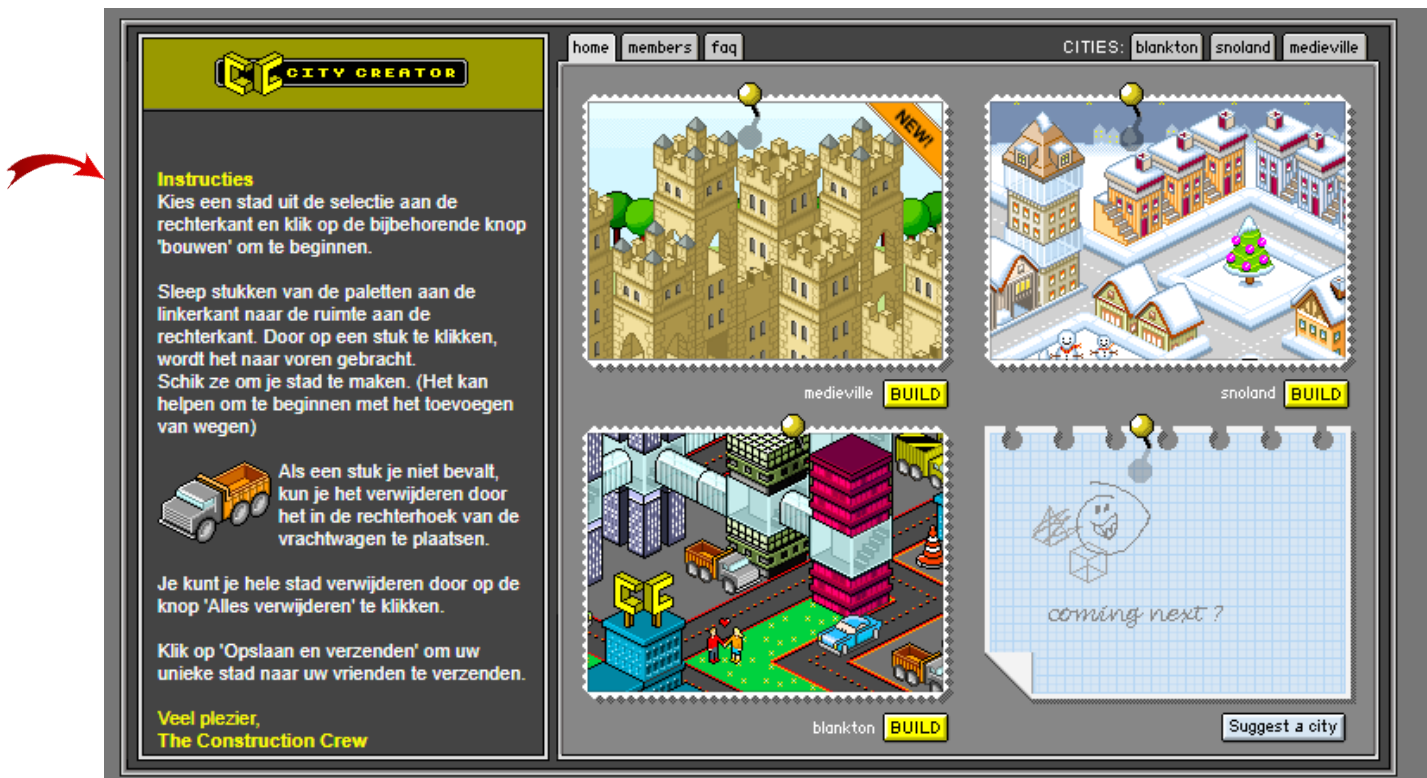 CITY CREATOR
Instructies
Kies een stad uit de selectie aan de
rechterkant en klik op de bijbehorende knop
'bouwen' om te beginnen.
Sleep stukken van de paletten aan de
linkerkant naar de ruimte aan de
rechterkant. Door op een stuk te klikken,
wordt het naar voren gebracht.
Schik ze om je stad te maken. (Het kan
helpen om te beginnen met het toevoegen
van wegen)
Als een stuk je niet bevalt,
kun je het verwijderen door
het in de rechterhoek van de
vrachtwagen te plaatsen.
Je kunt je hele stad verwijderen door op de
knop 'Alles verwijderen' te klikken.
Klik op 'Opslaan en verzenden' om uw
unieke stad naar uw vrienden te verzenden.
Veel plezier,
The Construction Crew
home members faq CITIES: blankton snoland medieville
NEW!
medieville BUILD
snoland BUILD
CC
coming next?
blankton BUILD
Suggest a city